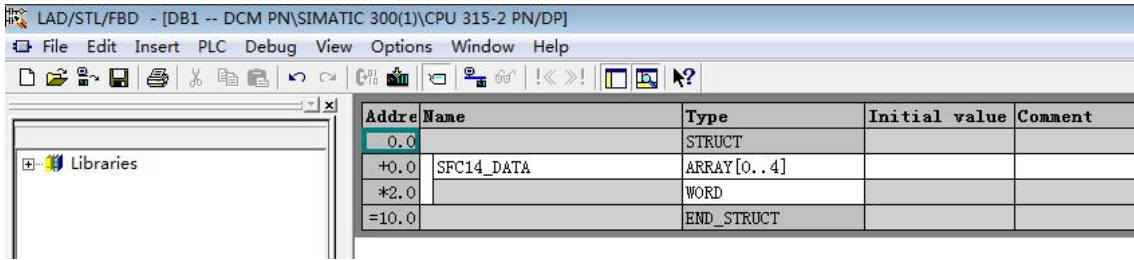 LAD/STL/FBD - [DB1 -- DCM PN\SIMATIC 300(1)\CPU 315-2 PN/DP]
File Edit Insert PLC Debug View Options Window Help
Libraries
Addre Name Type Initial value Comment
0.0 STRUCT
+0.0 SFC14_DATA ARRAY[0..4]
*2.0 WORD
=10.0 END_STRUCT